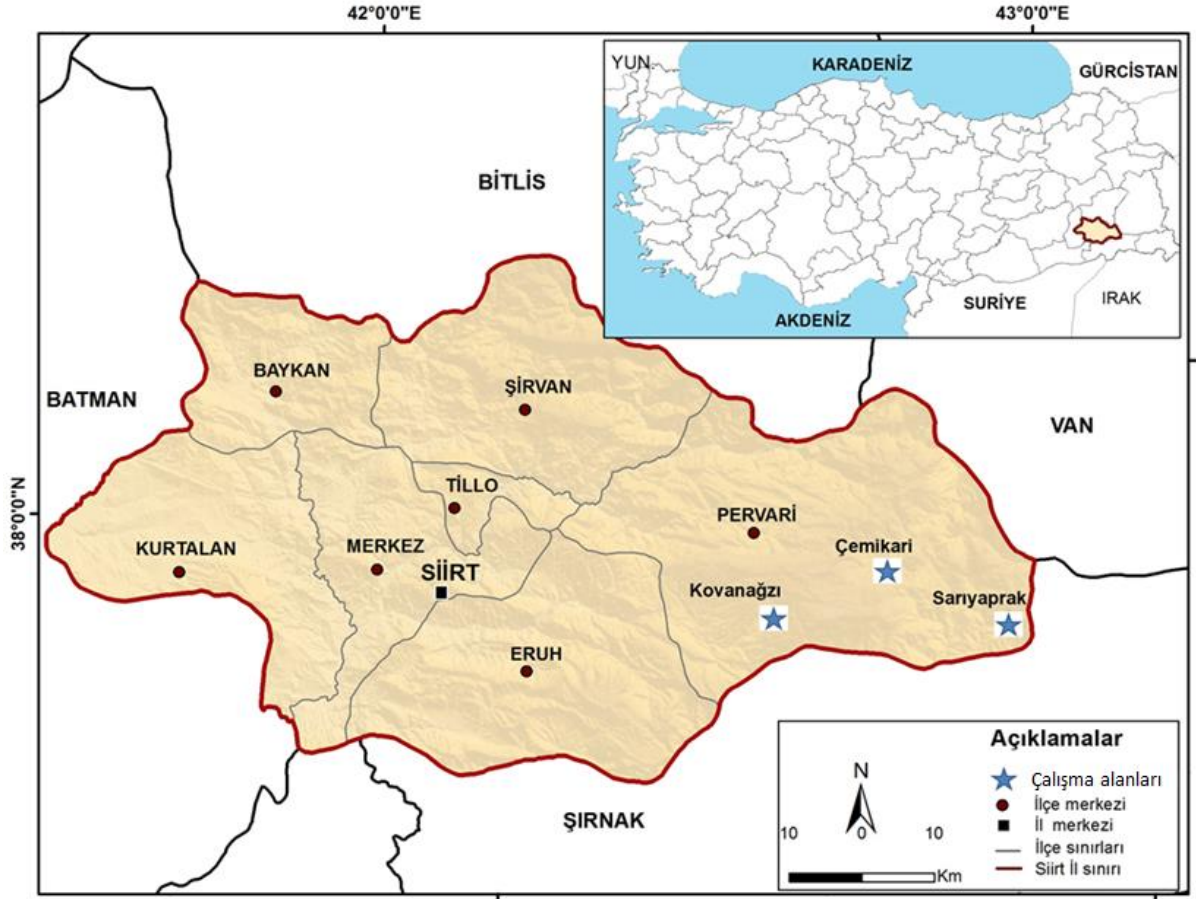 42°0'0"E
43°0'0"E
38°0'0"N
YUN.
KARADENİZ
GÜRCİSTAN
AKDENİZ
SURİYE
IRAK
BİTLİS
BATMAN
VAN
ŞIRNAK
BAYKAN
ŞİRVAN
TİLLO
KURTALAN
MERKEZ
SİİRT
PERVARİ
Çemikari
Kovanağzı
Sarıyaprak
ERUH
Açıklamalar
Çalışma alanları
İlçe merkezi
İl merkezi
İlçe sınırları
Siirt İl sınırı
N
10 0 10
Km